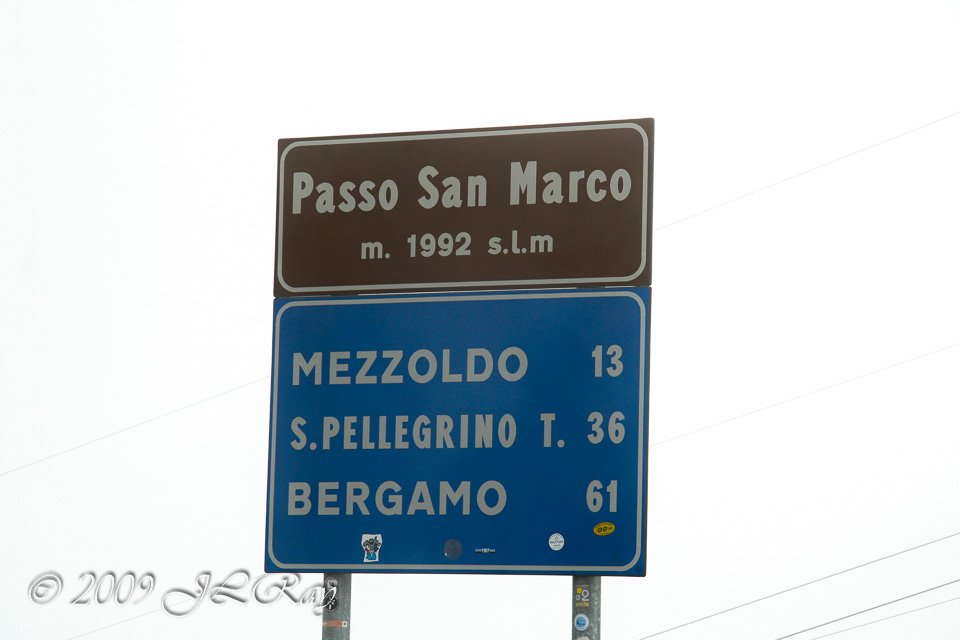 Passo San Marco
m. 1992 s.l.m
MEZZOLDO 13
S.PELLEGRINO T. 36
BERGAMO 61
© 2009 JLRay